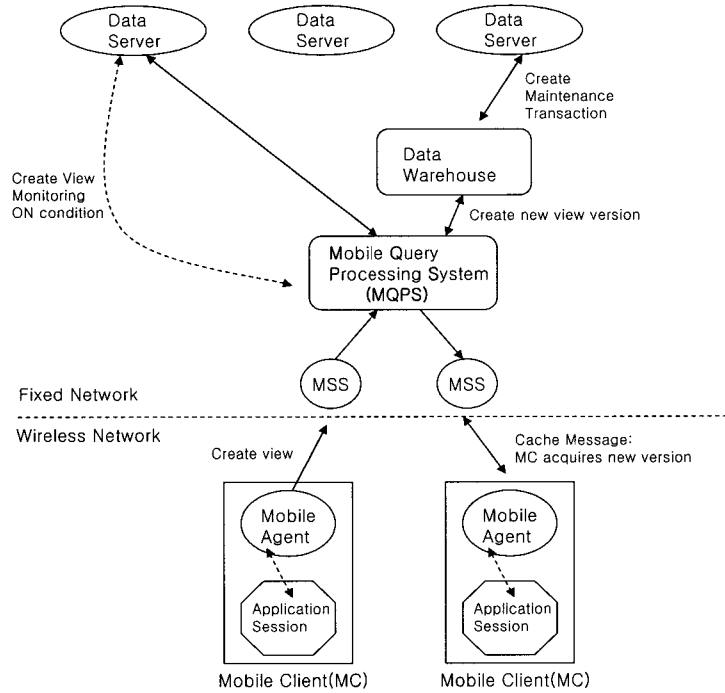 Data
Server
Data
Server
Data
Server
Create
Maintenance
Transaction
Data
Warehouse
Create View
Monitoring
ON condition
Create new view version
Mobile Query
Processing System
(MQPS)
MSS
MSS
Fixed Network
Wireless Network
Create view
Cache Message:
MC acquires new version
Mobile
Agent
Application
Session
Mobile
Agent
Application
Session
Mobile Client(MC)
Mobile Client(MC)